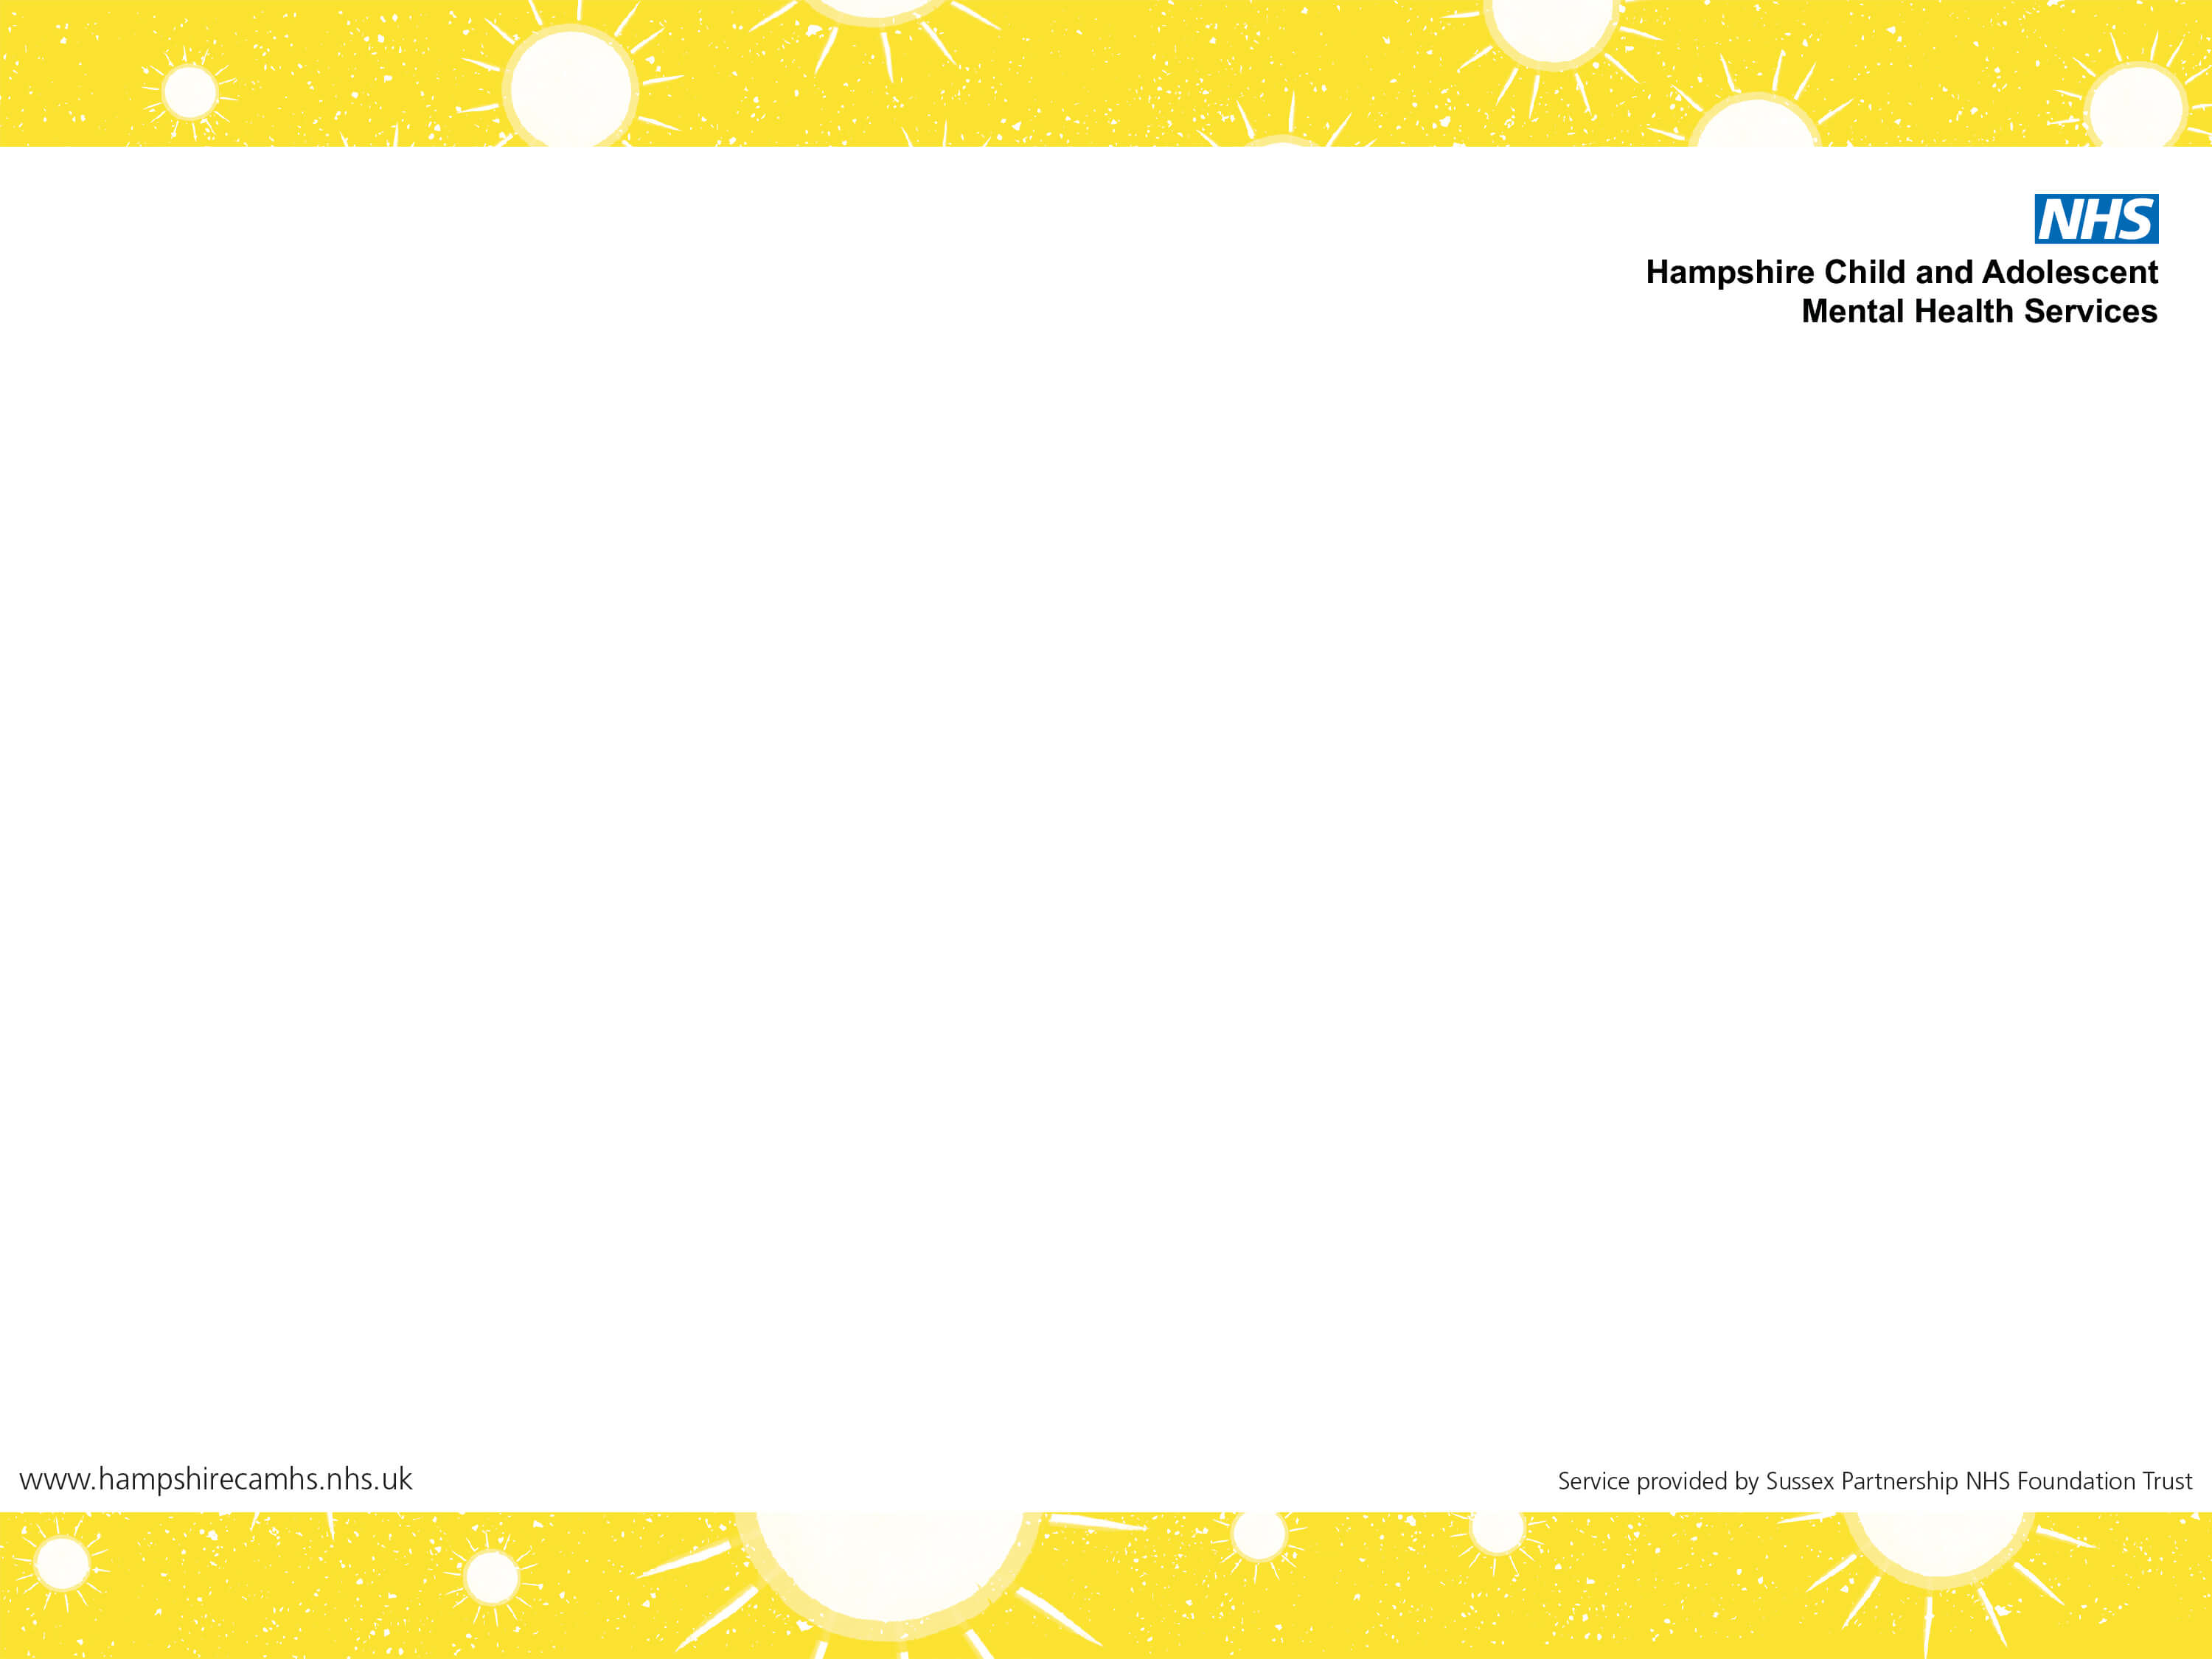 NHS
Hampshire Child and Adolescent
Mental Health Services
www.hampshirecamhs.nhs.uk
Service provided by Sussex Partnership NHS Foundation Trust